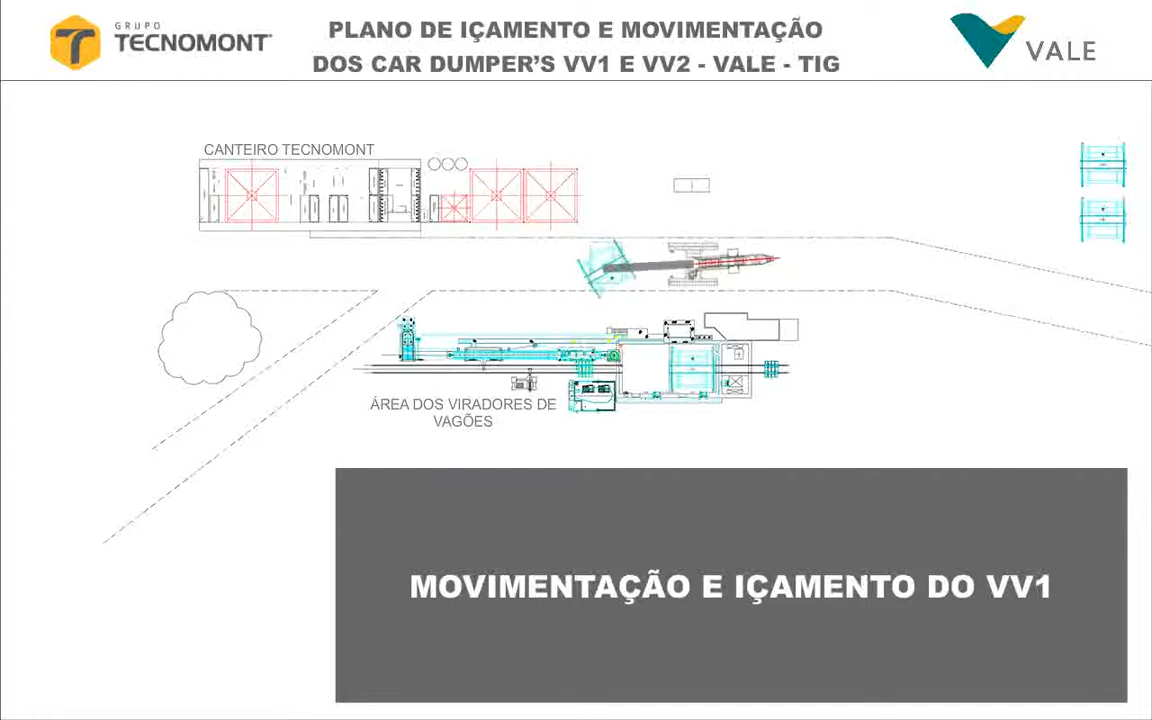 GRUPO
TECNOMONT
PLANO DE IÇAMENTO E MOVIMENTAÇÃO
DOS CAR DUMPER'S VV1 E VV2 - VALE - TIG
VALE
CANTEIRO TECNOMONT
ÁREA DOS VIRADORES DE
VAGÕES
MOVIMENTAÇÃO E IÇAMENTO DO VV1